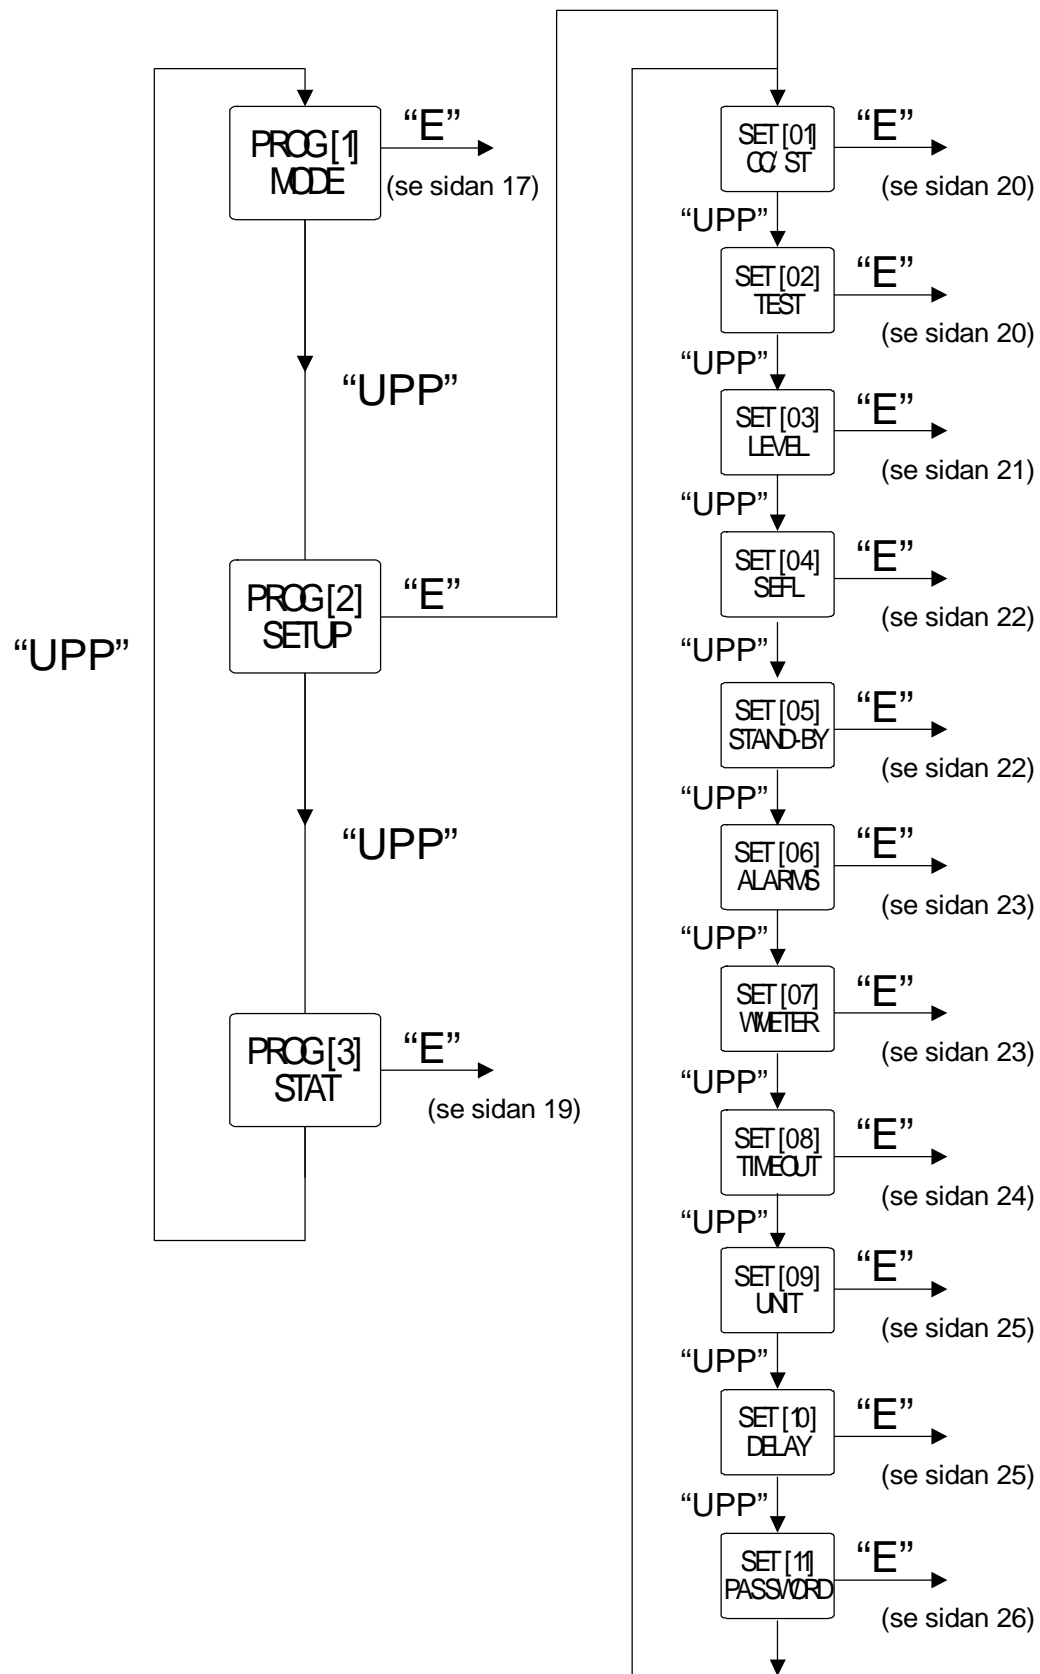 PROG[1]
MODE
“E”
(se sidan 17)
“UPP”
PROG[2]
SETUP
“E”
“UPP”
“UPP”
PROG[3]
STAT
“E”
(se sidan 19)
SET[01]
CC/ST
“E”
(se sidan 20)
“UPP”
SET[02]
TEST
“E”
(se sidan 20)
“UPP”
SET[03]
LEVEL
“E”
(se sidan 21)
“UPP”
SET[04]
SEFL
“E”
(se sidan 22)
“UPP”
SET[05]
STAND-BY
“E”
(se sidan 22)
“UPP”
SET[06]
ALARMS
“E”
(se sidan 23)
“UPP”
SET[07]
WMETER
“E”
(se sidan 23)
“UPP”
SET[08]
TIMEOUT
“E”
(se sidan 24)
“UPP”
SET[09]
UNIT
“E”
(se sidan 25)
“UPP”
SET[10]
DELAY
“E”
(se sidan 25)
“UPP”
SET[11]
PASSWORD
“E”
(se sidan 26)